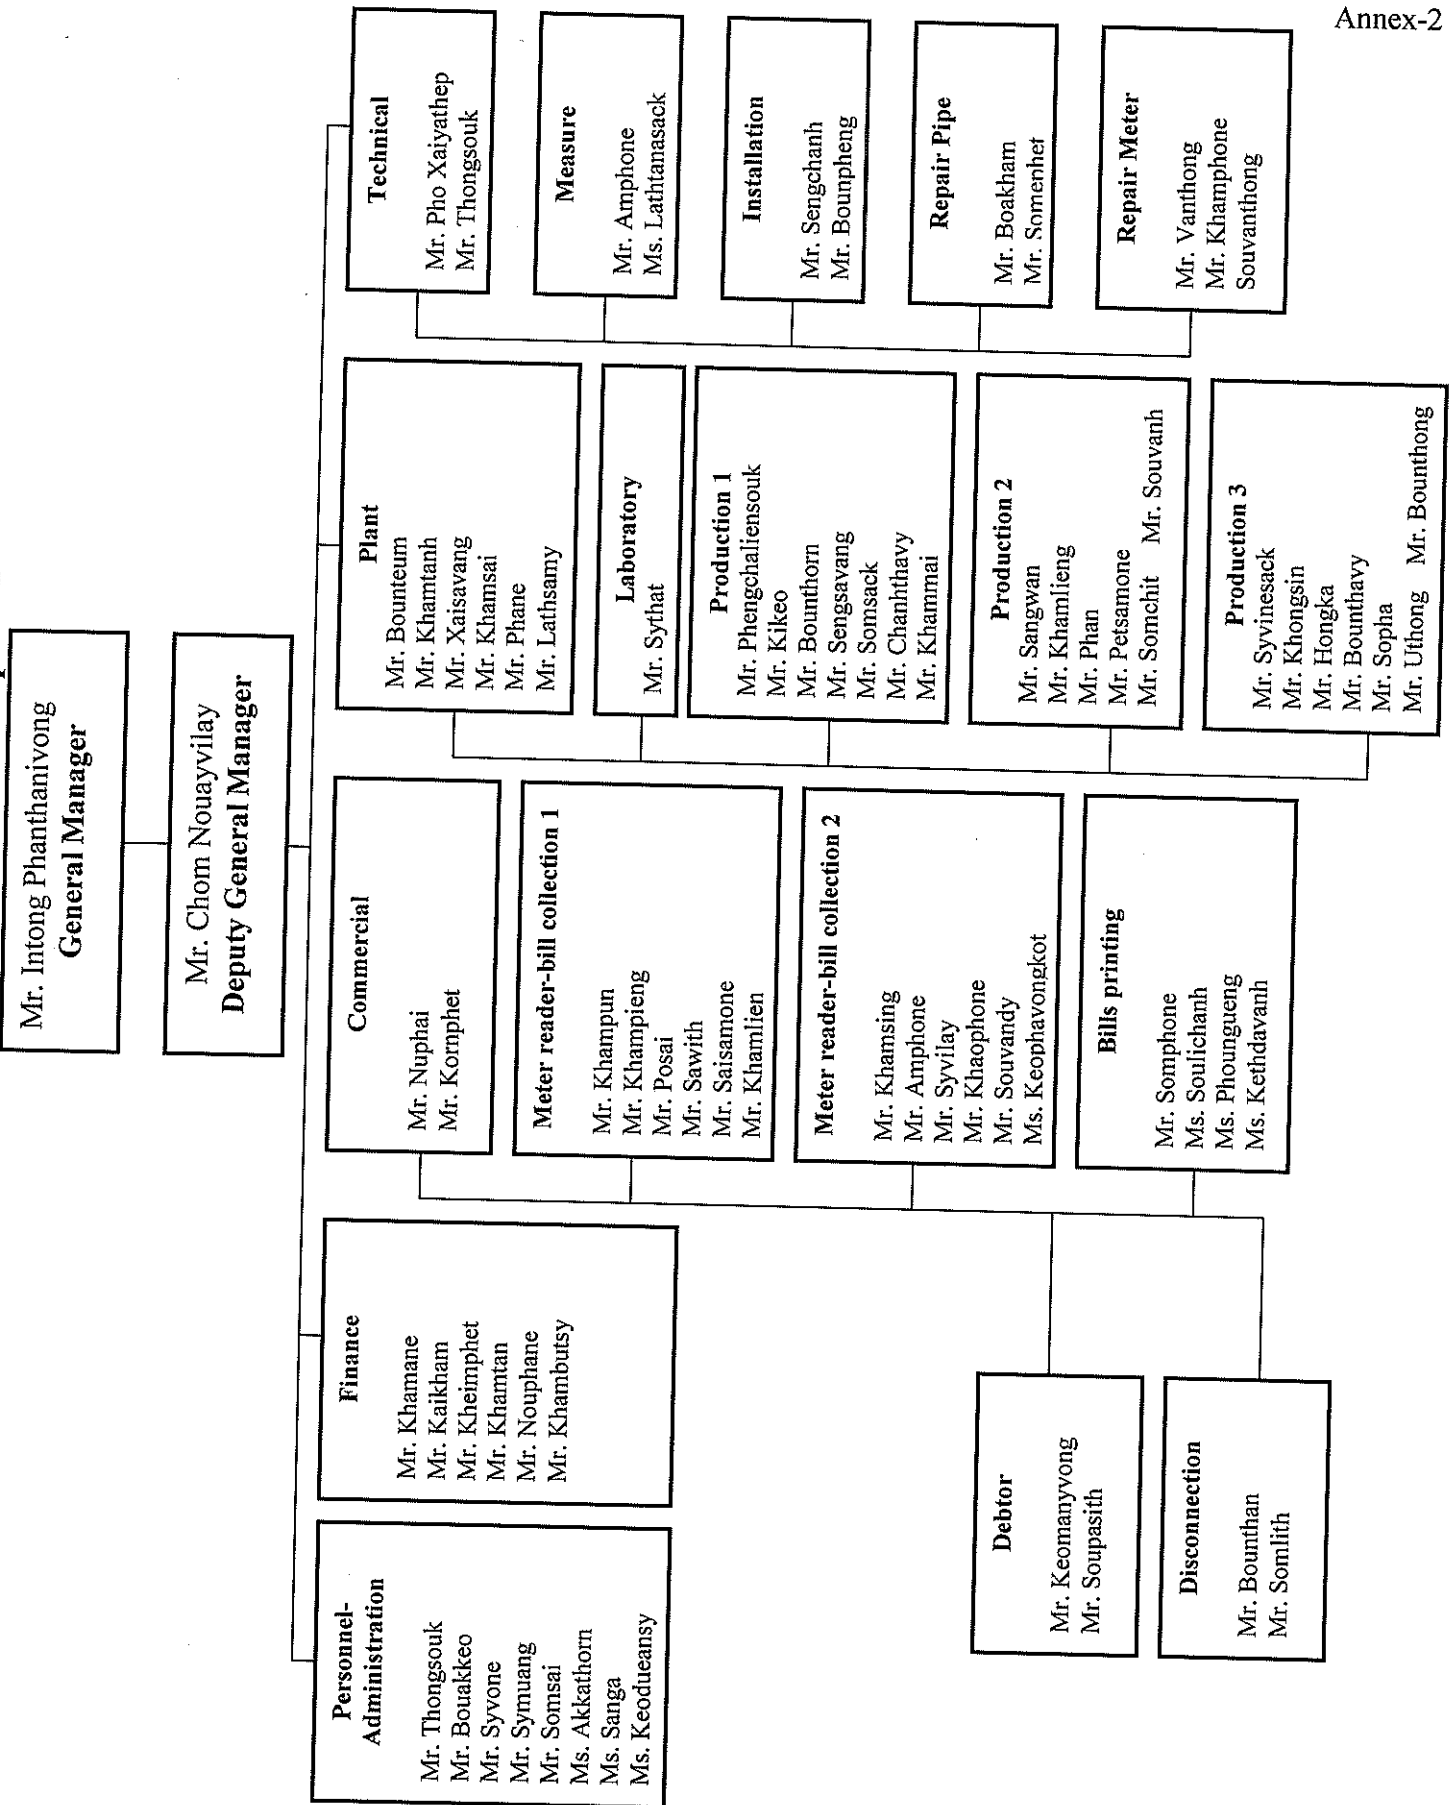 Annex-2
Mr. Intong Phanthanivong
General Manager
Mr. Chom Nouayvilay
Deputy General Manager
Personnel-
Administration
Mr. Thongsouk
Mr. Bouakkeo
Mr. Syvone
Mr. Symuang
Mr. Somsai
Ms. Akkathorn
Ms. Sanga
Ms. Keodueansy
Finance
Mr. Khamane
Mr. Kaikham
Mr. Kheimphet
Mr. Khamtan
Mr. Nouphane
Mr. Khambutsy
Commercial
Mr. Nuphai
Mr. Kornphet
Meter reader-bill collection 1
Mr. Khampun
Mr. Khampieng
Mr. Posai
Mr. Sawith
Mr. Saisamone
Mr. Khamlien
Meter reader-bill collection 2
Mr. Khamsing
Mr. Amphone
Mr. Syvilay
Mr. Khaophone
Mr. Souvandy
Ms. Keophavongkot
Bills printing
Mr. Somphone
Ms. Soulichanh
Ms. Phoungueng
Ms. Kethdavanh
Debtor
Mr. Keomanyvong
Mr. Soupasith
Disconnection
Mr. Bounthan
Mr. Somlith
Plant
Mr. Bounteum
Mr. Khamtanh
Mr. Xaisavang
Mr. Khamsai
Mr. Phane
Mr. Lathsamy
Laboratory
Mr. Sythat
Production 1
Mr. Phengchaliensouk
Mr. Kikeo
Mr. Bounthorn
Mr. Sengsavang
Mr. Somsack
Mr. Chanhthavy
Mr. Khammai
Production 2
Mr. Sangwan
Mr. Khamlieng
Mr. Phan
Mr. Petsamone
Mr. Somchit Mr. Souvanh
Production 3
Mr. Syvinesack
Mr. Khongsin
Mr. Hongka
Mr. Bounthavy
Mr. Sopha
Mr. Uthong Mr. Bounthong
Technical
Mr. Pho Xaiyathep
Mr. Thongsouk
Measure
Mr. Amphone
Ms. Lathtanasack
Installation
Mr. Sengchanh
Mr. Bounpheng
Repair Pipe
Mr. Boakham
Mr. Somenhet
Repair Meter
Mr. Vanthong
Mr. Khamphone
Souvanthong